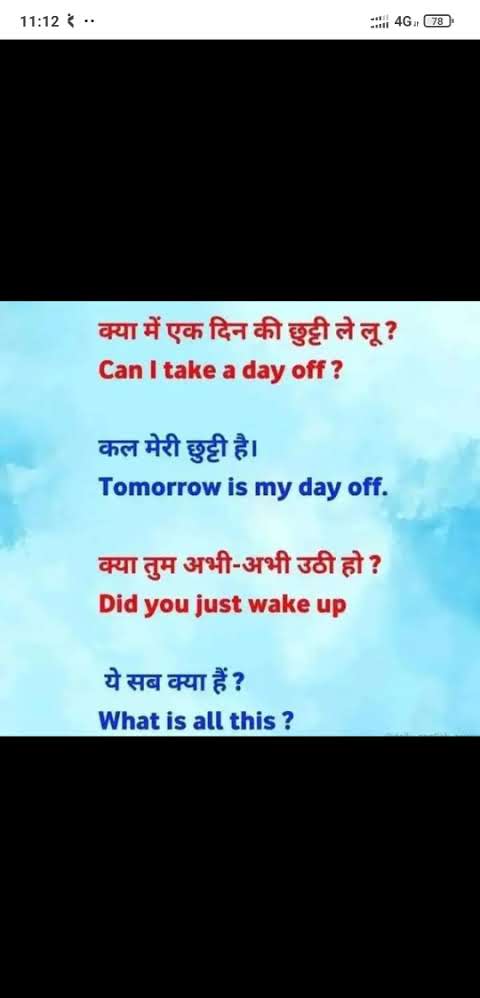 11:12
4G
78
क्या में एक दिन की छुट्टी ले लू ?
Can I take a day off ?
कल मेरी छुट्टी है।
Tomorrow is my day off.
क्या तुम अभी-अभी उठी हो ?
Did you just wake up
ये सब क्या हैं ?
What is all this ?